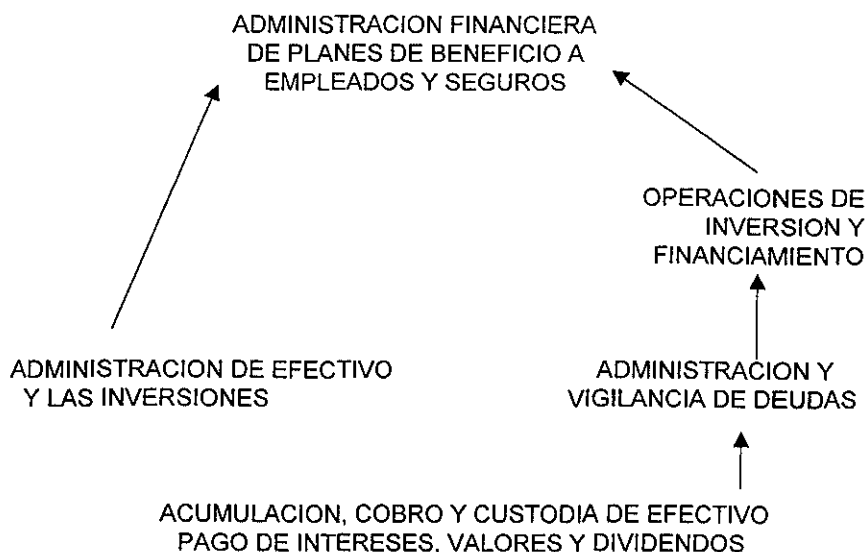 ADMINISTRACION FINANCIERA
DE PLANES DE BENEFICIO A
EMPLEADOS Y SEGUROS
OPERACIONES DE
INVERSION Y
FINANCIAMIENTO
ADMINISTRACION DE EFECTIVO
Y LAS INVERSIONES
ADMINISTRACION Y
VIGILANCIA DE DEUDAS
ACUMULACION, COBRO Y CUSTODIA DE EFECTIVO
PAGO DE INTERESES, VALORES Y DIVIDENDOS